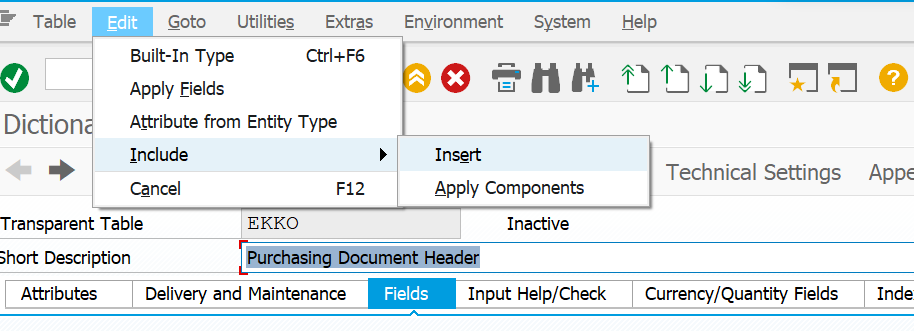 Table Edit Goto Utilities Extras Environment System Help
Built-In Type Ctrl+F6
Apply Fields
?
Attribute from Entity Type
Dictiona
Include Insert
Technical Settings Appe
Cancel F12 Apply Components
Transparent Table EKKO Inactive
Short Description Purchasing Document Header
Attributes Delivery and Maintenance Fields Input Help/Check Currency/Quantity Fields Inde